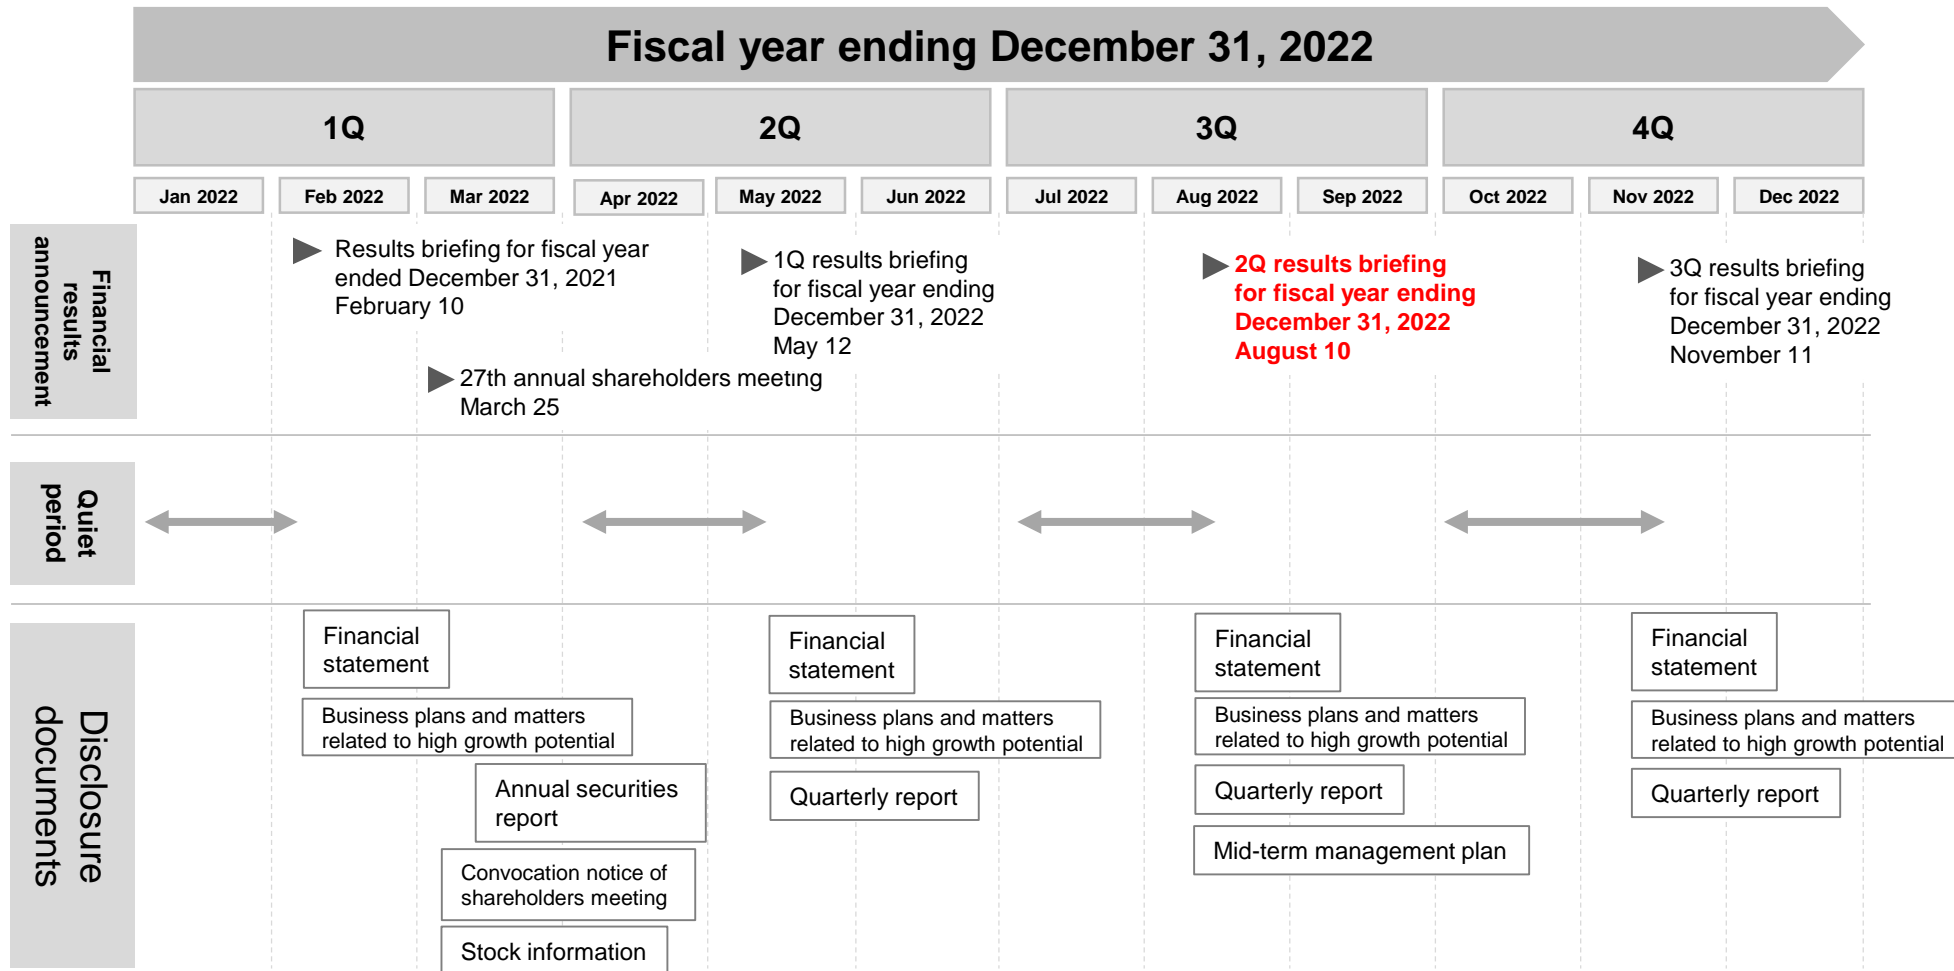 Fiscal year ending December 31, 2022
1Q
2Q
3Q
4Q
Jan 2022
Feb 2022
Mar 2022
Apr 2022
May 2022
Jun 2022
Jul 2022
Aug 2022
Sep 2022
Oct 2022
Nov 2022
Dec 2022
Financial
results
announcement
Results briefing for fiscal year
ended December 31, 2021
February 10
27th annual shareholders meeting
March 25
1Q results briefing
for fiscal year ending
December 31, 2022
May 12
2Q results briefing
for fiscal year ending
December 31, 2022
August 10
3Q results briefing
for fiscal year ending
December 31, 2022
November 11
Quiet
period
Disclosure
documents
Financial
statement
Business plans and matters
related to high growth potential
Annual securities
report
Convocation notice of
shareholders meeting
Stock information
Financial
statement
Business plans and matters
related to high growth potential
Quarterly report
Financial
statement
Business plans and matters
related to high growth potential
Quarterly report
Mid-term management plan
Financial
statement
Business plans and matters
related to high growth potential
Quarterly report